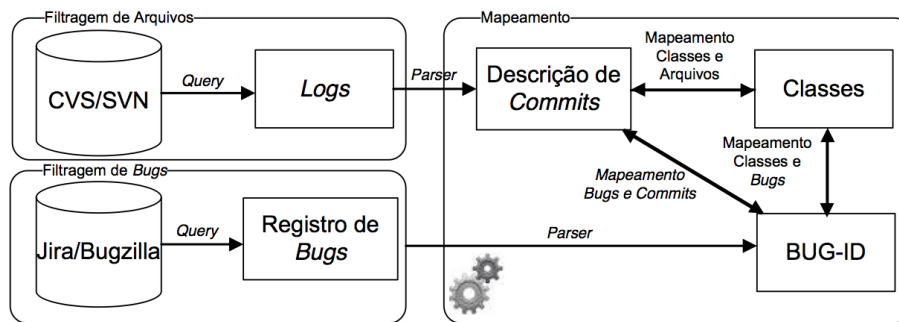 Filtragem de Arquivos
CVS/SVN
Query
Logs
Parser
Mapeamento
Descrição de
Commits
Mapeamento
Classes e
Arquivos
Classes
Mapeamento
Classes e
Bugs
Mapeamento
Bugs e Commits
Filtragem de Bugs
Jira/Bugzilla
Query
Registro de
Bugs
Parser
BUG-ID